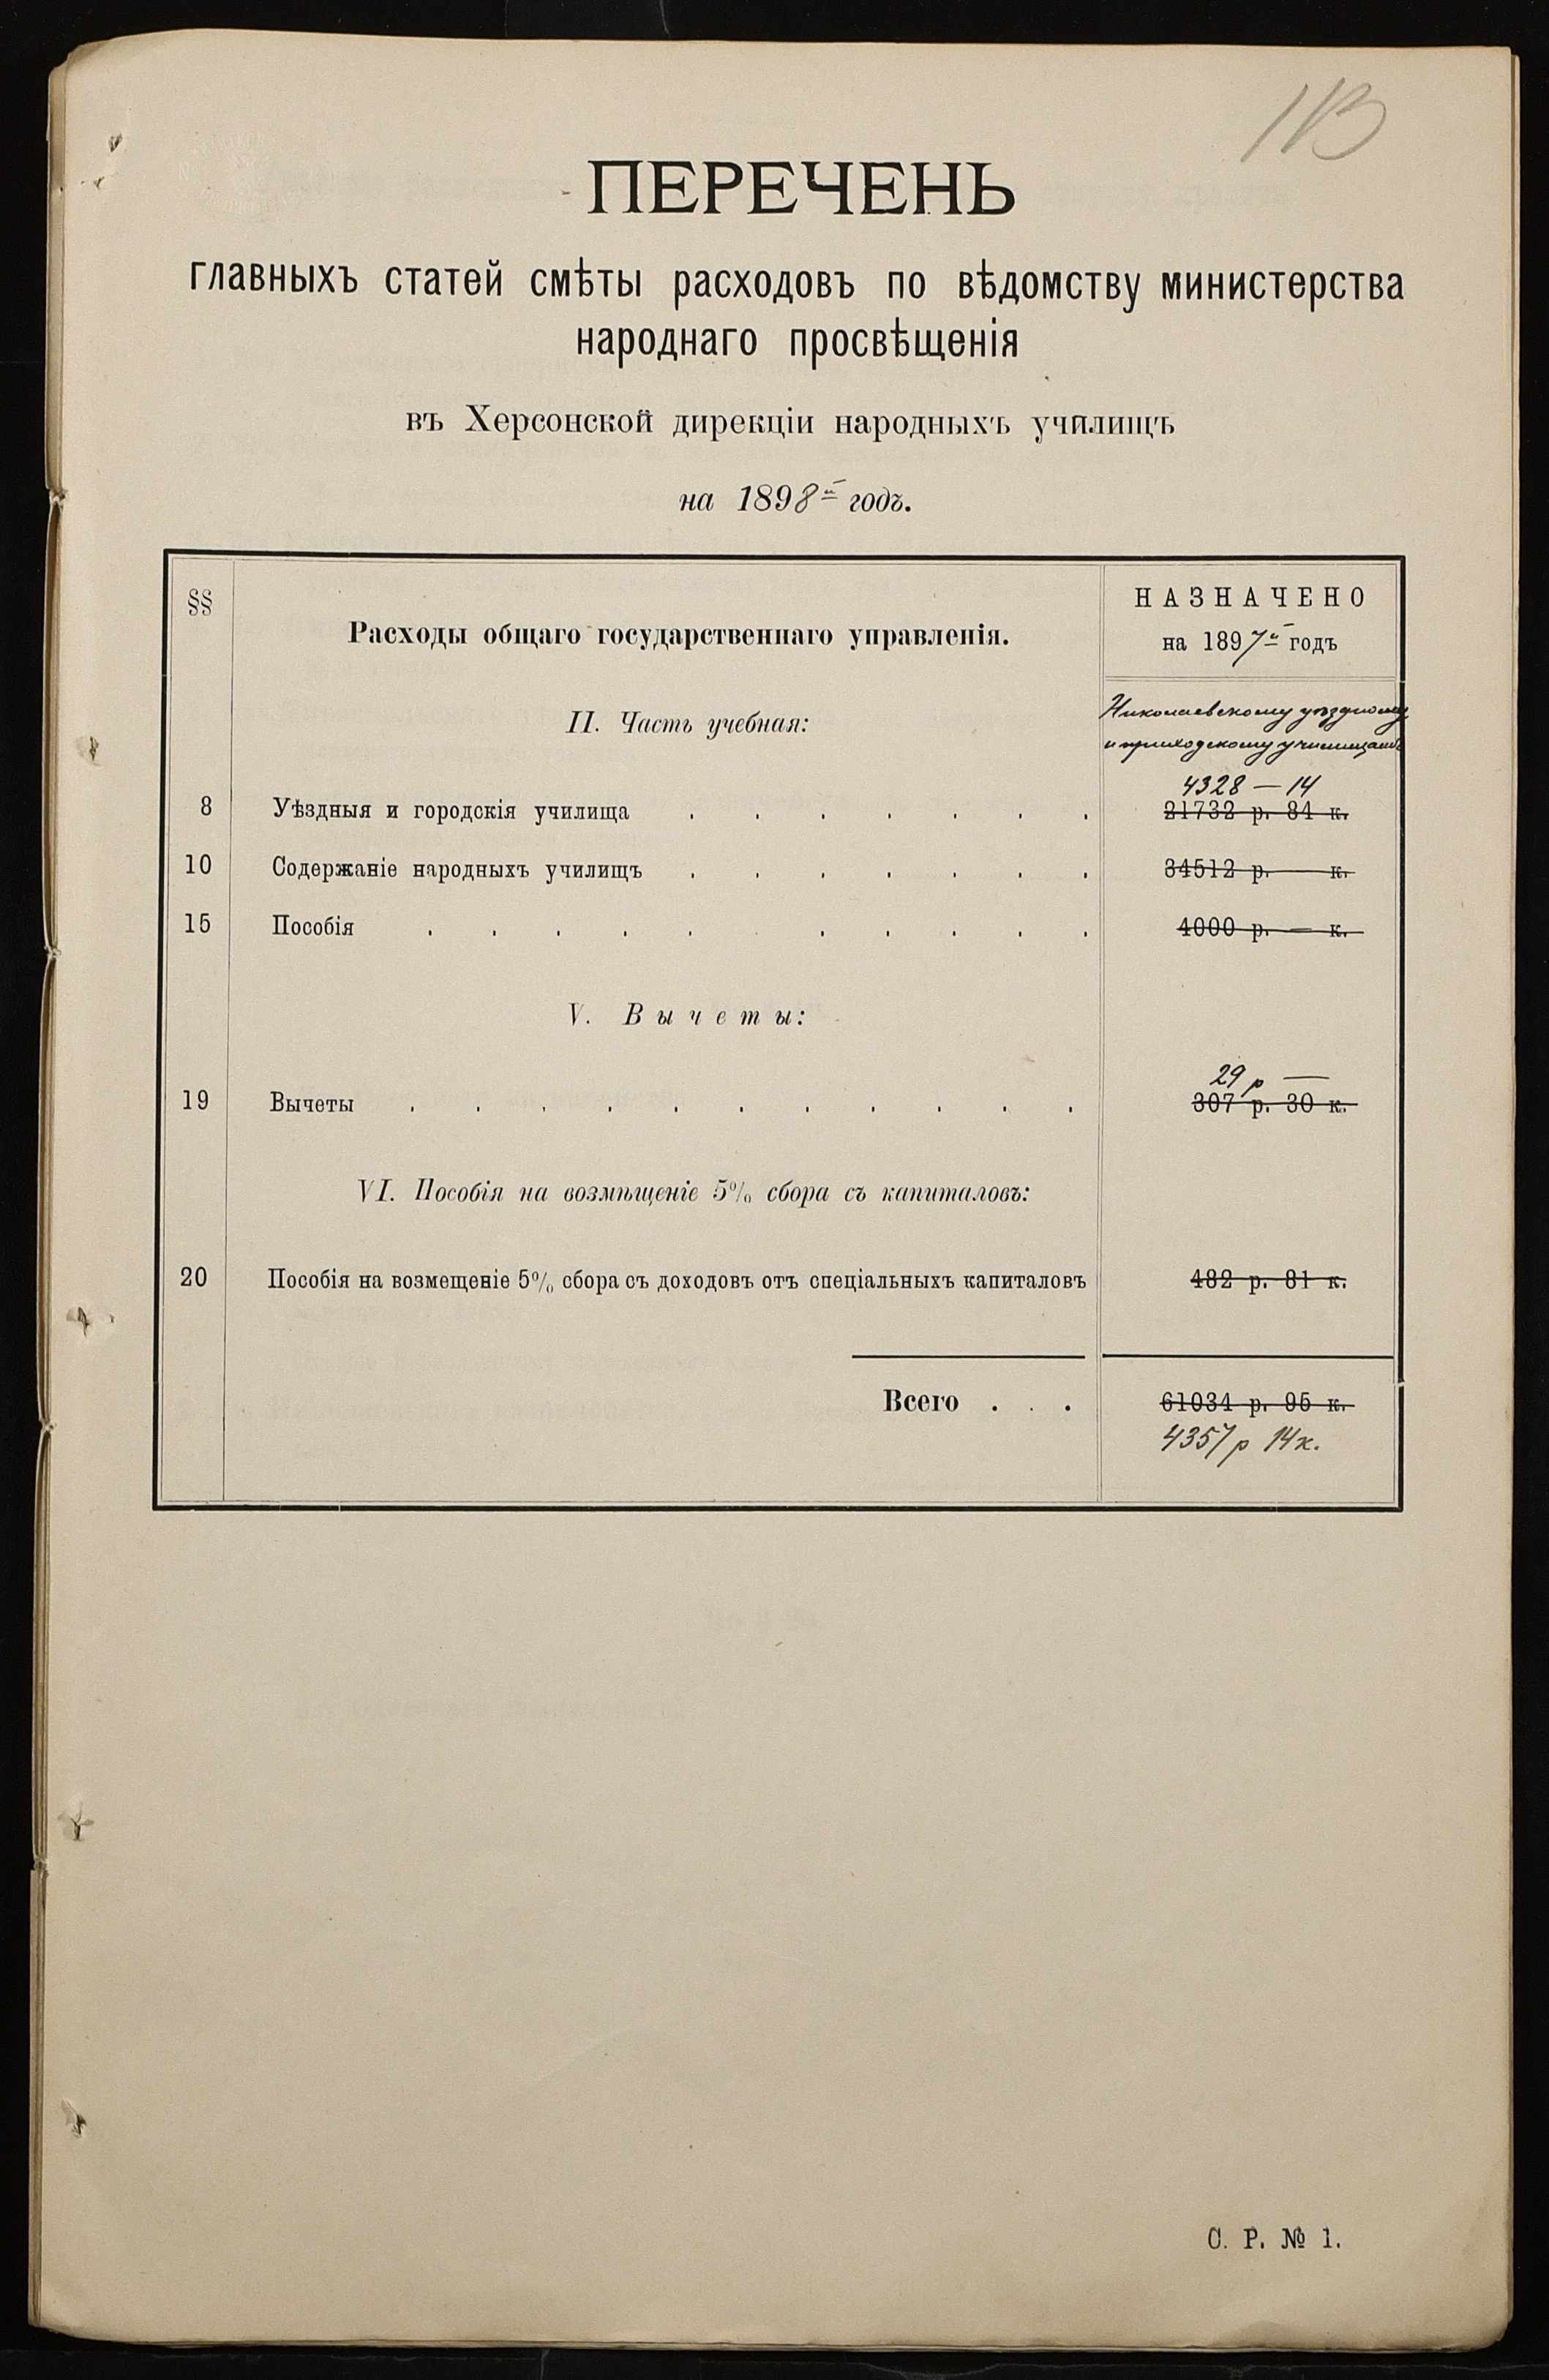 113
ПЕРЕЧЕНЬ
главныхъ статей смѣты расходовъ по вѣдомству министерства
народнаго просвѣщенія
въ Херсонской дирекціи народныхъ училищъ
на 1898й годъ.
§§
Расходы общаго государственнаго управленія.
НАЗНАЧЕНО
на 1897й годъ
II. Часть учебная:
Николаевскому уѣздному
и приходскому училищамъ
4328 — 14
8 Уѣздныя и городскія училища . . . . . . . 21732 р. 84 к.
10 Содержаніе народныхъ училищъ . . . . . . . 34512 р. — к.
15 Пособія . . . . . . . . . . 4000 р. — к.
V. Вычеты:
29 р —
19 Вычеты . . . . . . . . . . . 307 р. 30 к.
VI. Пособія на возмѣщеніе 5% сбора съ капиталовъ:
20 Пособія на возмещеніе 5% сбора съ доходовъ отъ спеціальныхъ капиталовъ 482 р. 81 к.
Всего . . . 61034 р. 95 к.
4357 р 14 к.
С. Р. № 1.